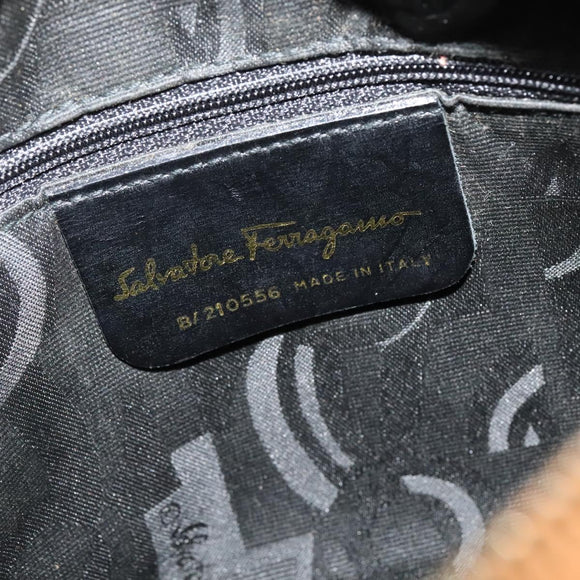 Salvatore Ferragamo
B/210556 MADE IN ITALY